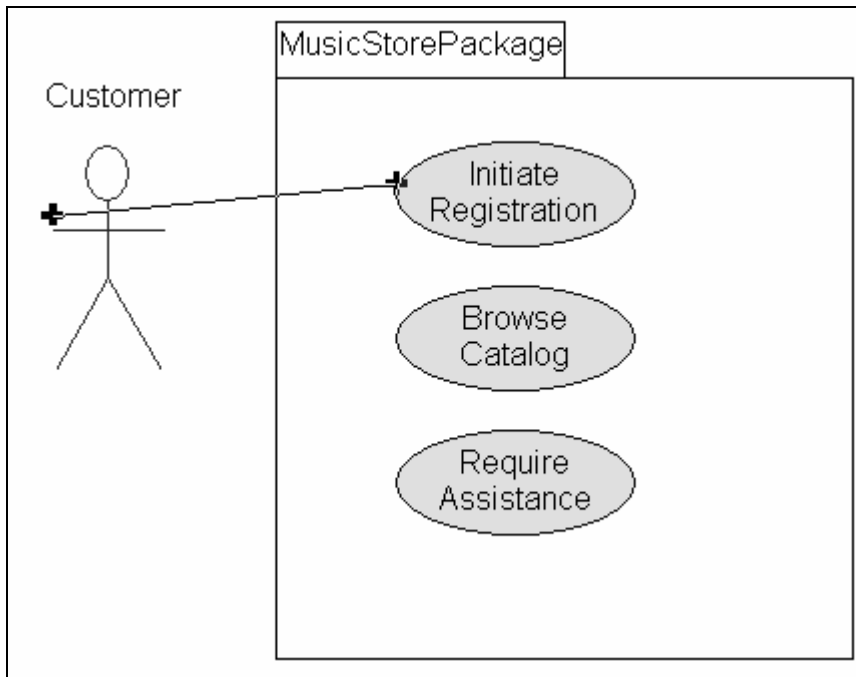 MusicStorePackage
Customer
Initiate
Registration
Browse
Catalog
Require
Assistance